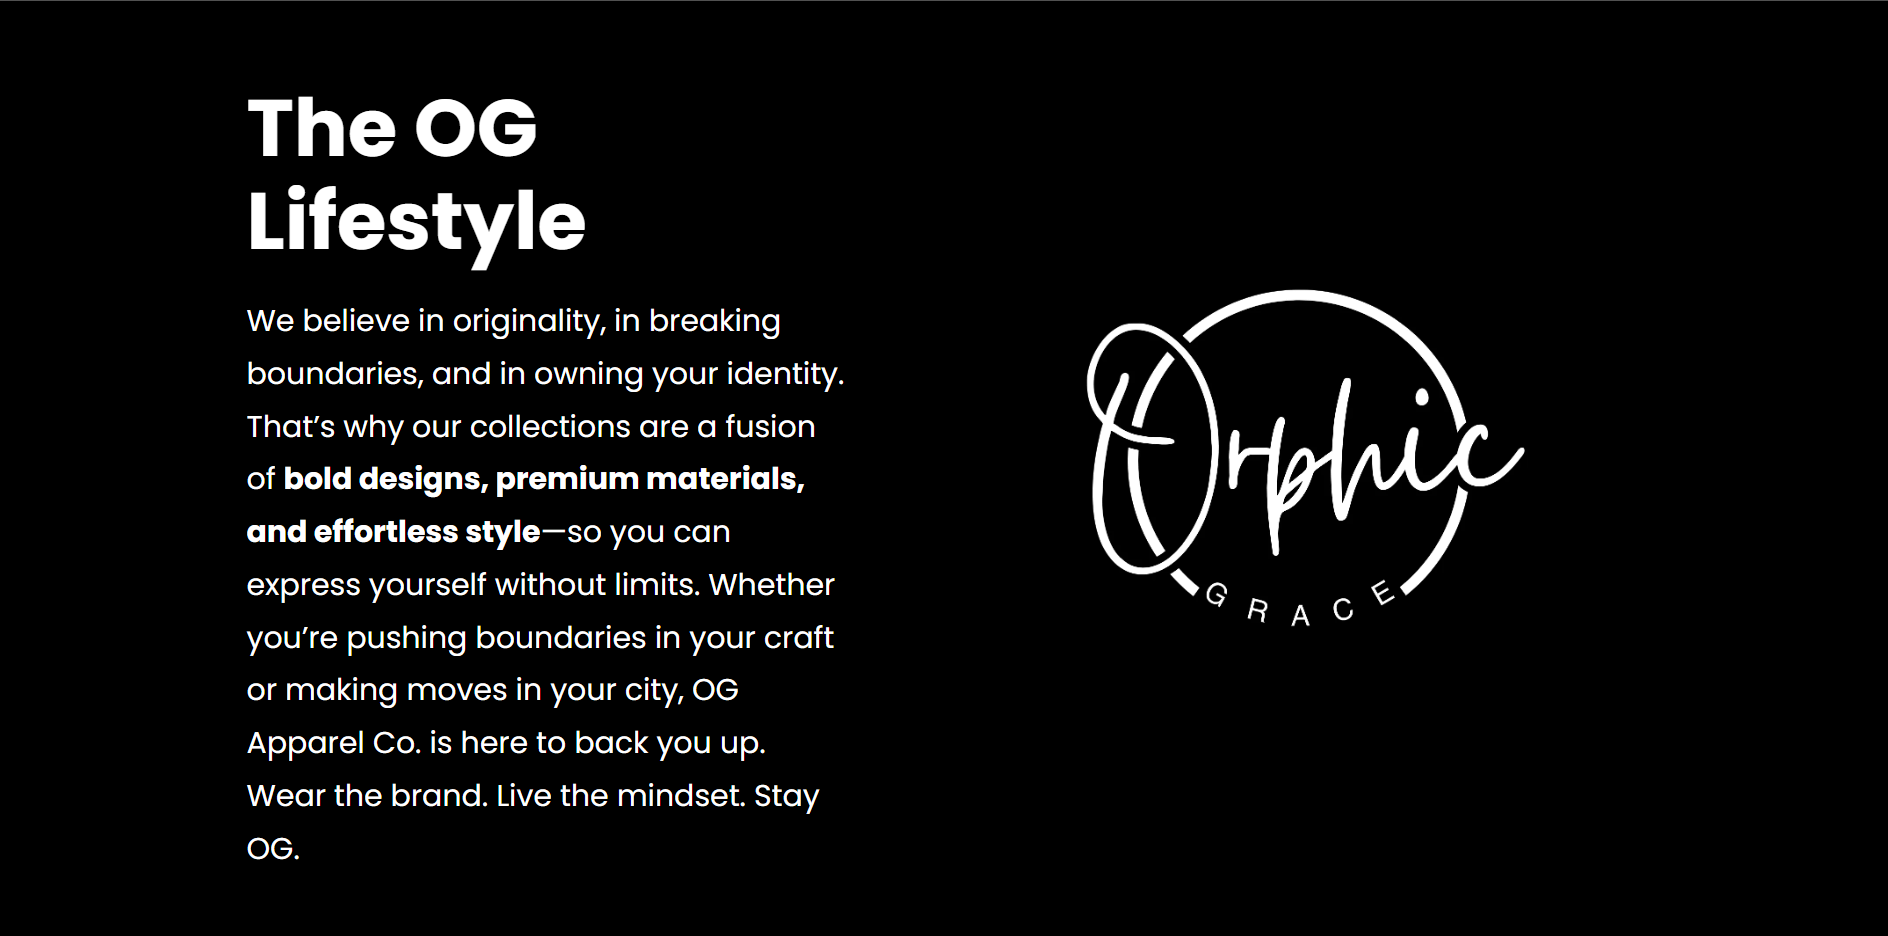 The OG
Lifestyle
We believe in originality, in breaking
boundaries, and in owning your identity.
That’s why our collections are a fusion
of bold designs, premium materials,
and effortless style—so you can
express yourself without limits. Whether
you’re pushing boundaries in your craft
or making moves in your city, OG
Apparel Co. is here to back you up.
Wear the brand. Live the mindset. Stay
OG.
Orphic
GRACE